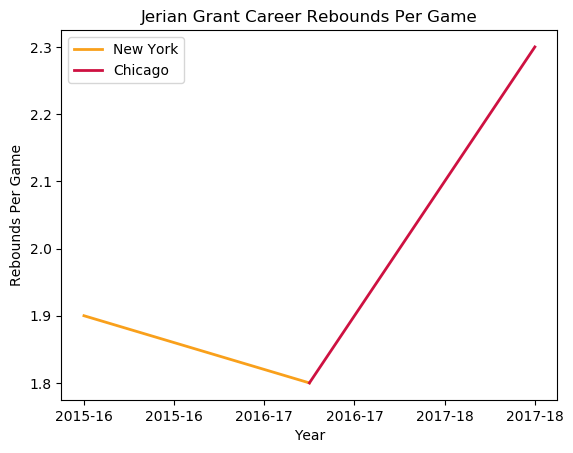 Jerian Grant Career Rebounds Per Game
New York
Chicago
Rebounds Per Game
2.3
2.2
2.1
2.0
1.9
1.8
2015-16 2015-16 2016-17 2016-17 2017-18 2017-18
Year